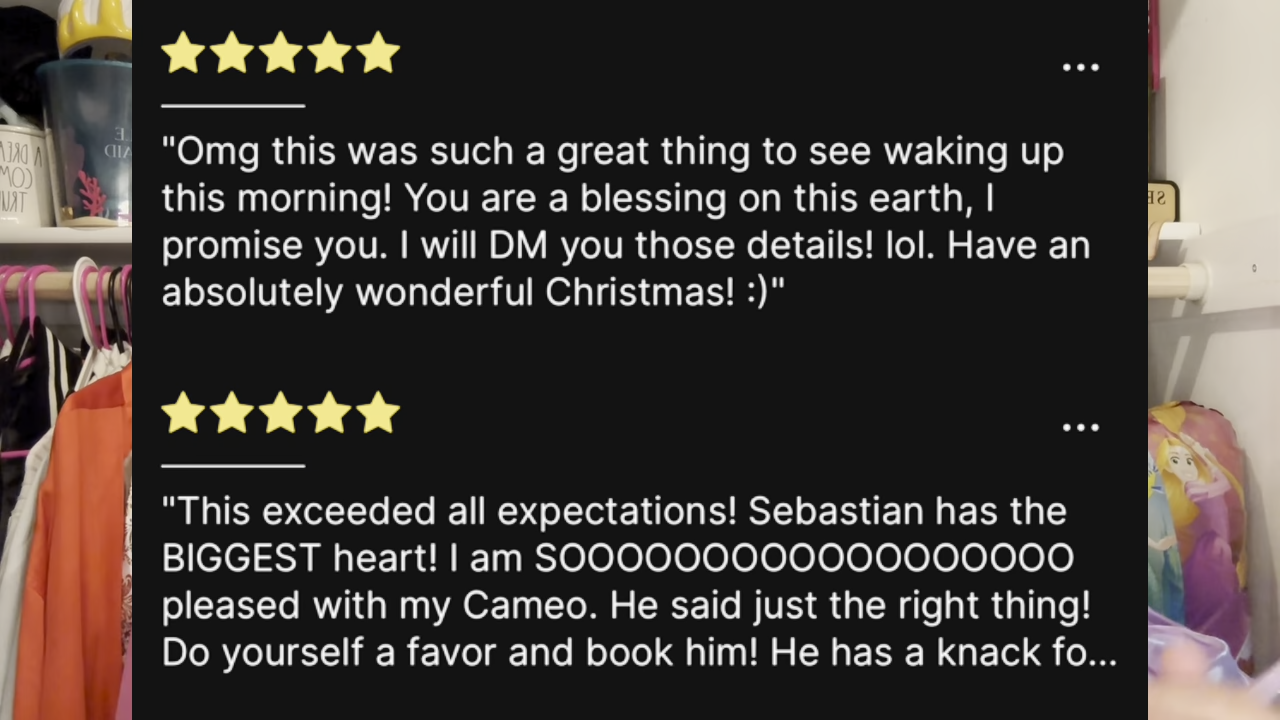 "Omg this was such a great thing to see waking up
this morning! You are a blessing on this earth, I
promise you. I will DM you those details! lol. Have an
absolutely wonderful Christmas! :)"
"This exceeded all expectations! Sebastian has the
BIGGEST heart! I am SOOOOOOOOOOOOOOOOOO
pleased with my Cameo. He said just the right thing!
Do yourself a favor and book him! He has a knack fo...